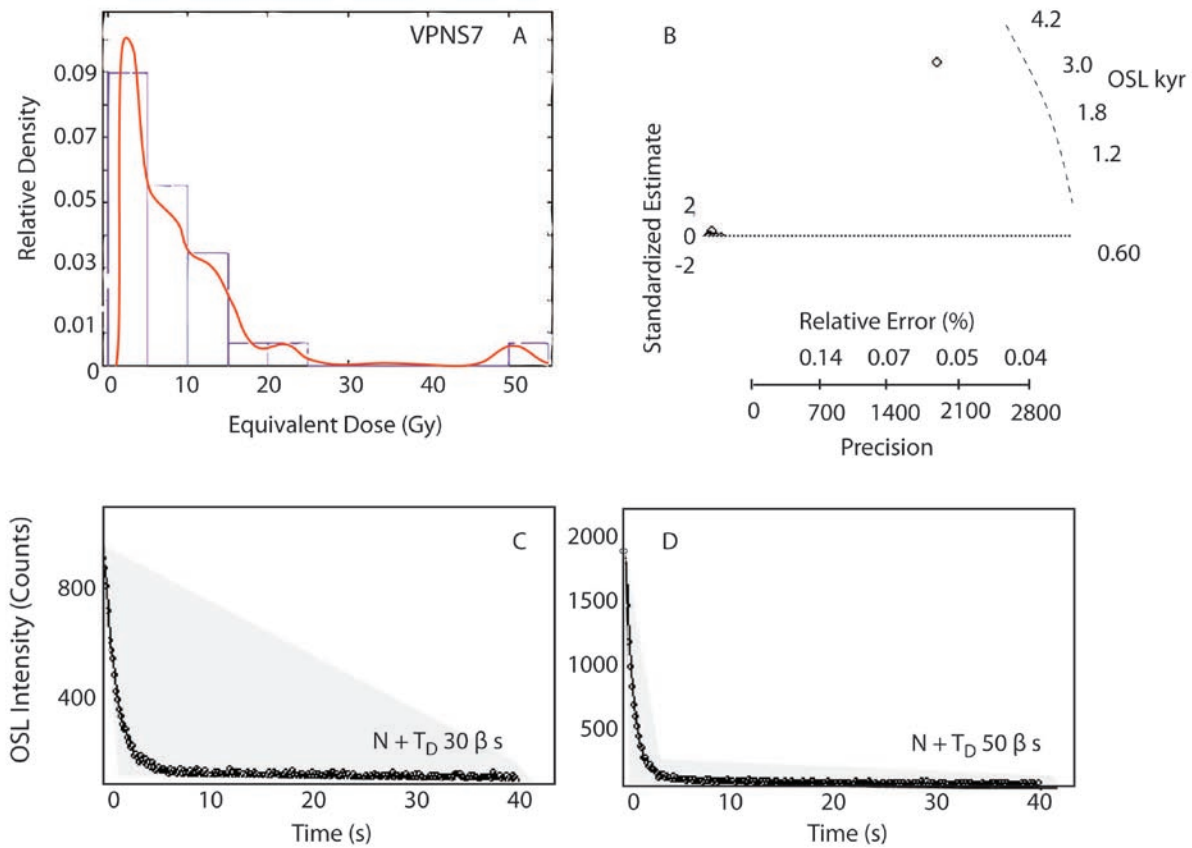 VPNS7 A
Relative Density
0.09
0.07
0.05
0.03
0.01
0
0 10 20 30 40 50
Equivalent Dose (Gy)
B
4.2
3.0
OSL kyr
1.8
1.2
0.60
Standardized Estimate
2
0
-2
Relative Error (%)
0.14 0.07 0.05 0.04
0 700 1400 2100 2800
Precision
C
OSL Intensity (Counts)
800
400
N + TD 30 β s
0 10 20 30 40
Time (s)
D
2000
1500
1000
500
N + TD 50 β s
0 10 20 30 40
Time (s)